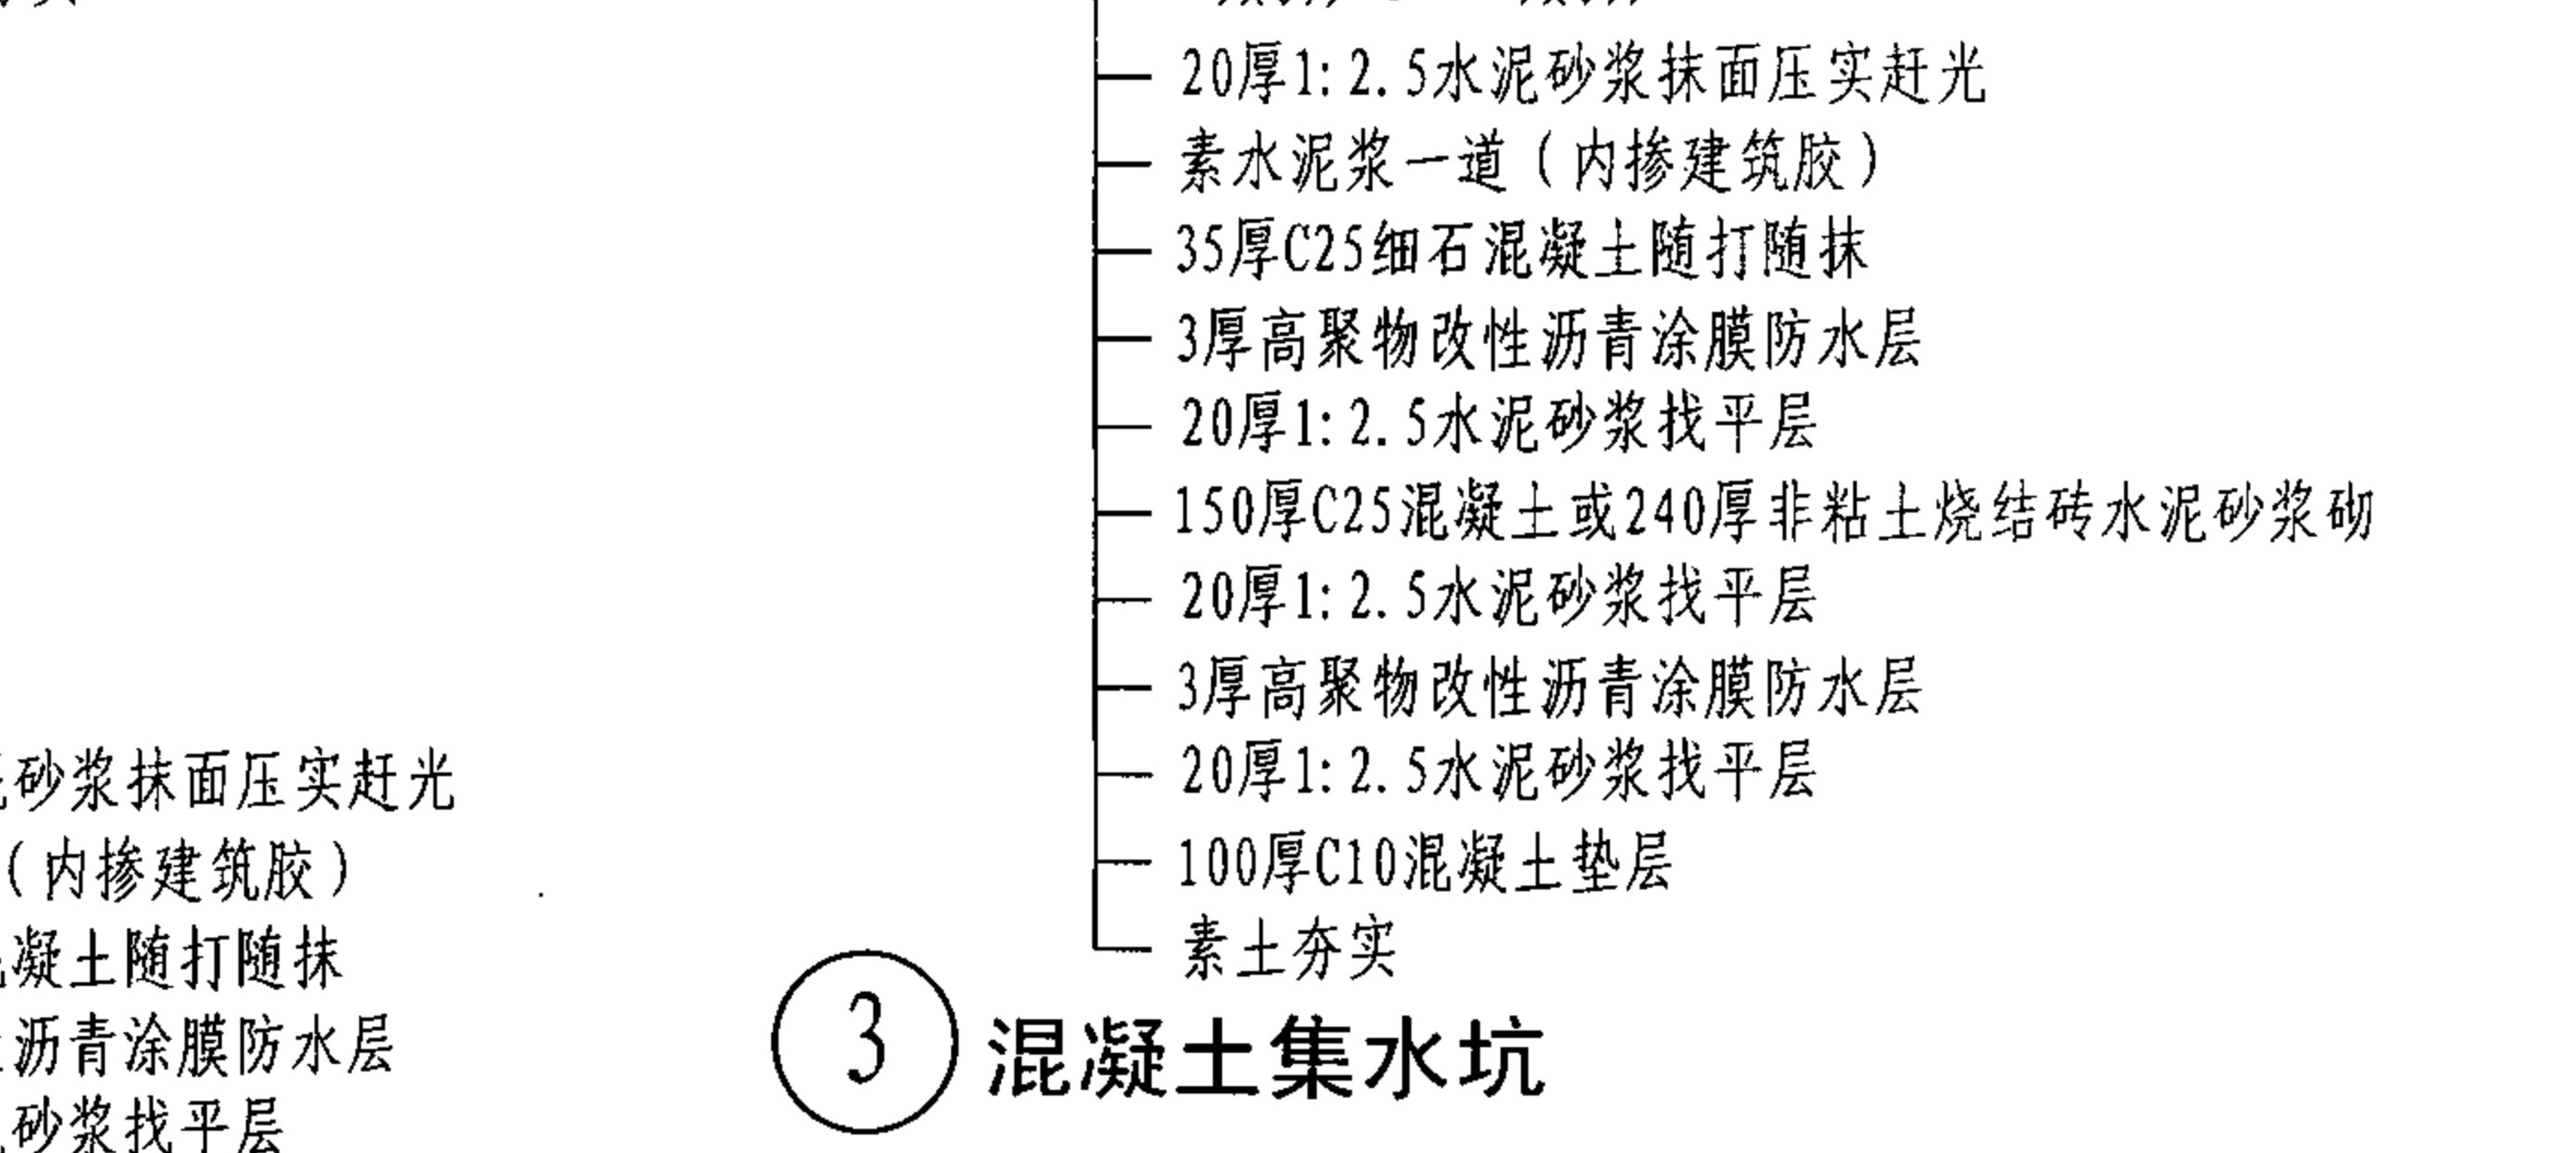 20厚1:2.5水泥砂浆抹面压实赶光
素水泥浆一道（内掺建筑胶）
35厚C25细石混凝土随打随抹
3厚高聚物改性沥青涂膜防水层
20厚1:2.5水泥砂浆找平层
150厚C25混凝土或240厚非粘土烧结砖水泥砂浆砌
20厚1:2.5水泥砂浆找平层
3厚高聚物改性沥青涂膜防水层
20厚1:2.5水泥砂浆找平层
100厚C10混凝土垫层
素土夯实
3 混凝土集水坑
砂浆抹面压实赶光
（内掺建筑胶）
凝土随打随抹
沥青涂膜防水层
砂浆找平层